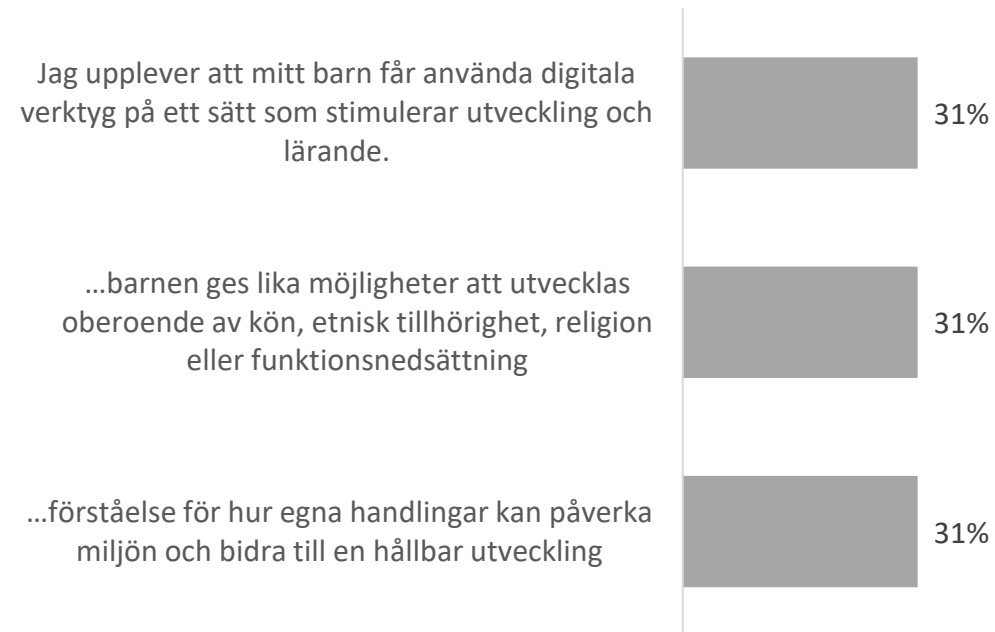 Jag upplever att mitt barn får använda digitala
verktyg på ett sätt som stimulerar utveckling och
lärande.
31%
…barnen ges lika möjligheter att utvecklas
oberoende av kön, etnisk tillhörighet, religion
eller funktionsnedsättning
31%
…förståelse för hur egna handlingar kan påverka
miljön och bidra till en hållbar utveckling
31%